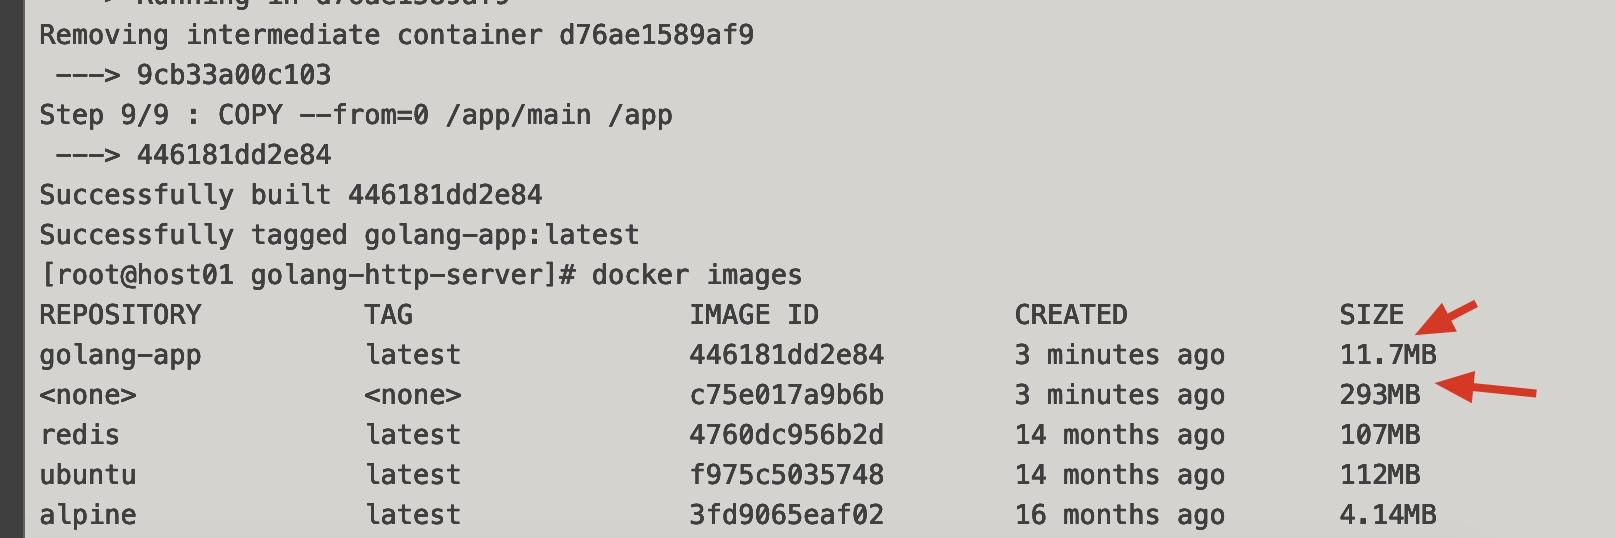 ---> Running in d76ae1589af9
Removing intermediate container d76ae1589af9
 ---> 9cb33a00c103
Step 9/9 : COPY --from=0 /app/main /app
 ---> 446181dd2e84
Successfully built 446181dd2e84
Successfully tagged golang-app:latest
[root@host01 golang-http-server]# docker images
REPOSITORY TAG IMAGE ID CREATED SIZE
golang-app latest 446181dd2e84 3 minutes ago 11.7MB
<none> <none> c75e017a9b6b 3 minutes ago 293MB
redis latest 4760dc956b2d 14 months ago 107MB
ubuntu latest f975c5035748 14 months ago 112MB
alpine latest 3fd9065eaf02 16 months ago 4.14MB